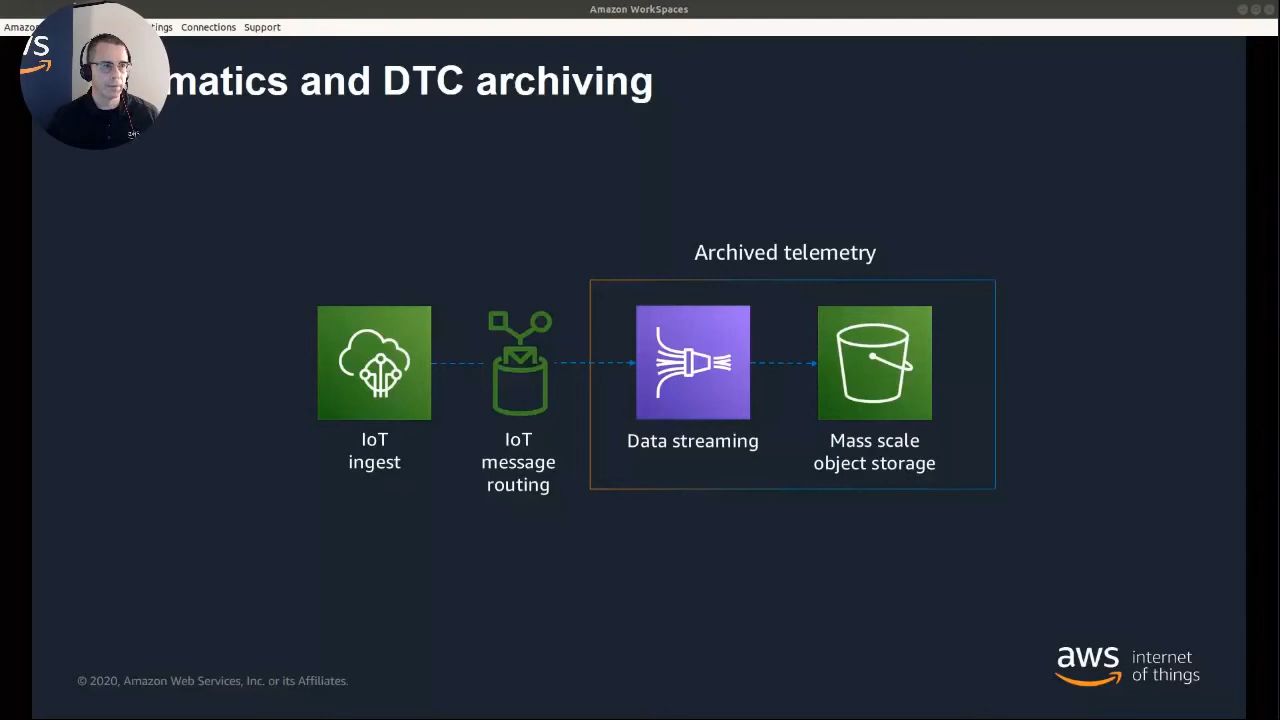 Amazon WorkSpaces
Connections Support
matics and DTC archiving
Archived telemetry
IoT
ingest
IoT
message
routing
Data streaming
Mass scale
object storage
© 2020, Amazon Web Services, Inc. or its Affiliates.
aws internet
of things